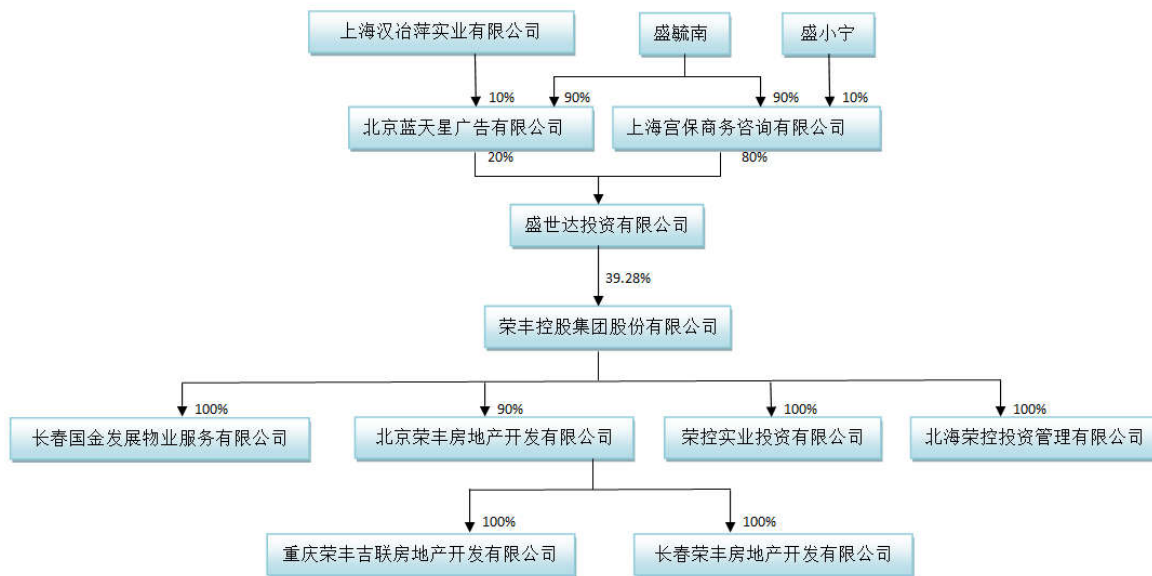 上海汉冶萍实业有限公司
盛毓南
盛小宁
10%
90%
90%
10%
北京蓝天星广告有限公司
上海宫保商务咨询有限公司
20%
80%
盛世达投资有限公司
39.28%
荣丰控股集团股份有限公司
100%
90%
100%
100%
长春国金发展物业服务有限公司
北京荣丰房地产开发有限公司
荣控实业投资有限公司
北海荣控投资管理有限公司
100%
100%
重庆荣丰吉联房地产开发有限公司
长春荣丰房地产开发有限公司